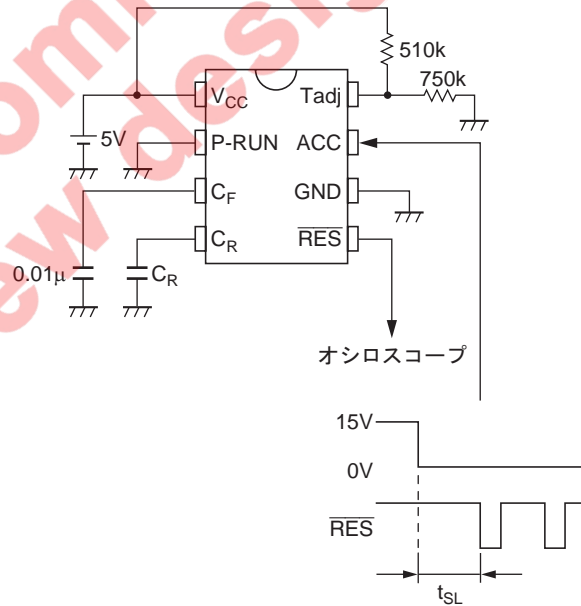 510k
750k
VCC
Tadj
5V
P-RUN
ACC
CF
GND
CR
RES
0.01μ
CR
オシロスコープ
15V
0V
RES
tSL